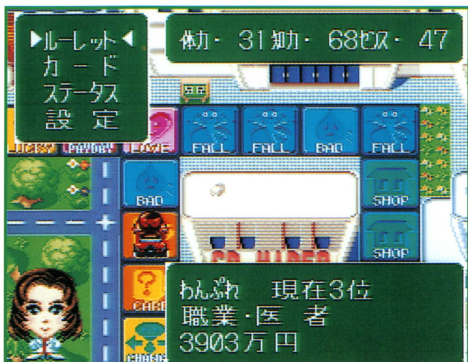 ▶ルーレット◀
カード
ステータス
設定
体力・ 31知力・ 68センス・ 47
LUCKY PAYDAY LOVE FALL FALL BAD FALL
BAD
SHOP
SHOP
CARD
わんぷれ 現在3位
職業・医者
3903万円